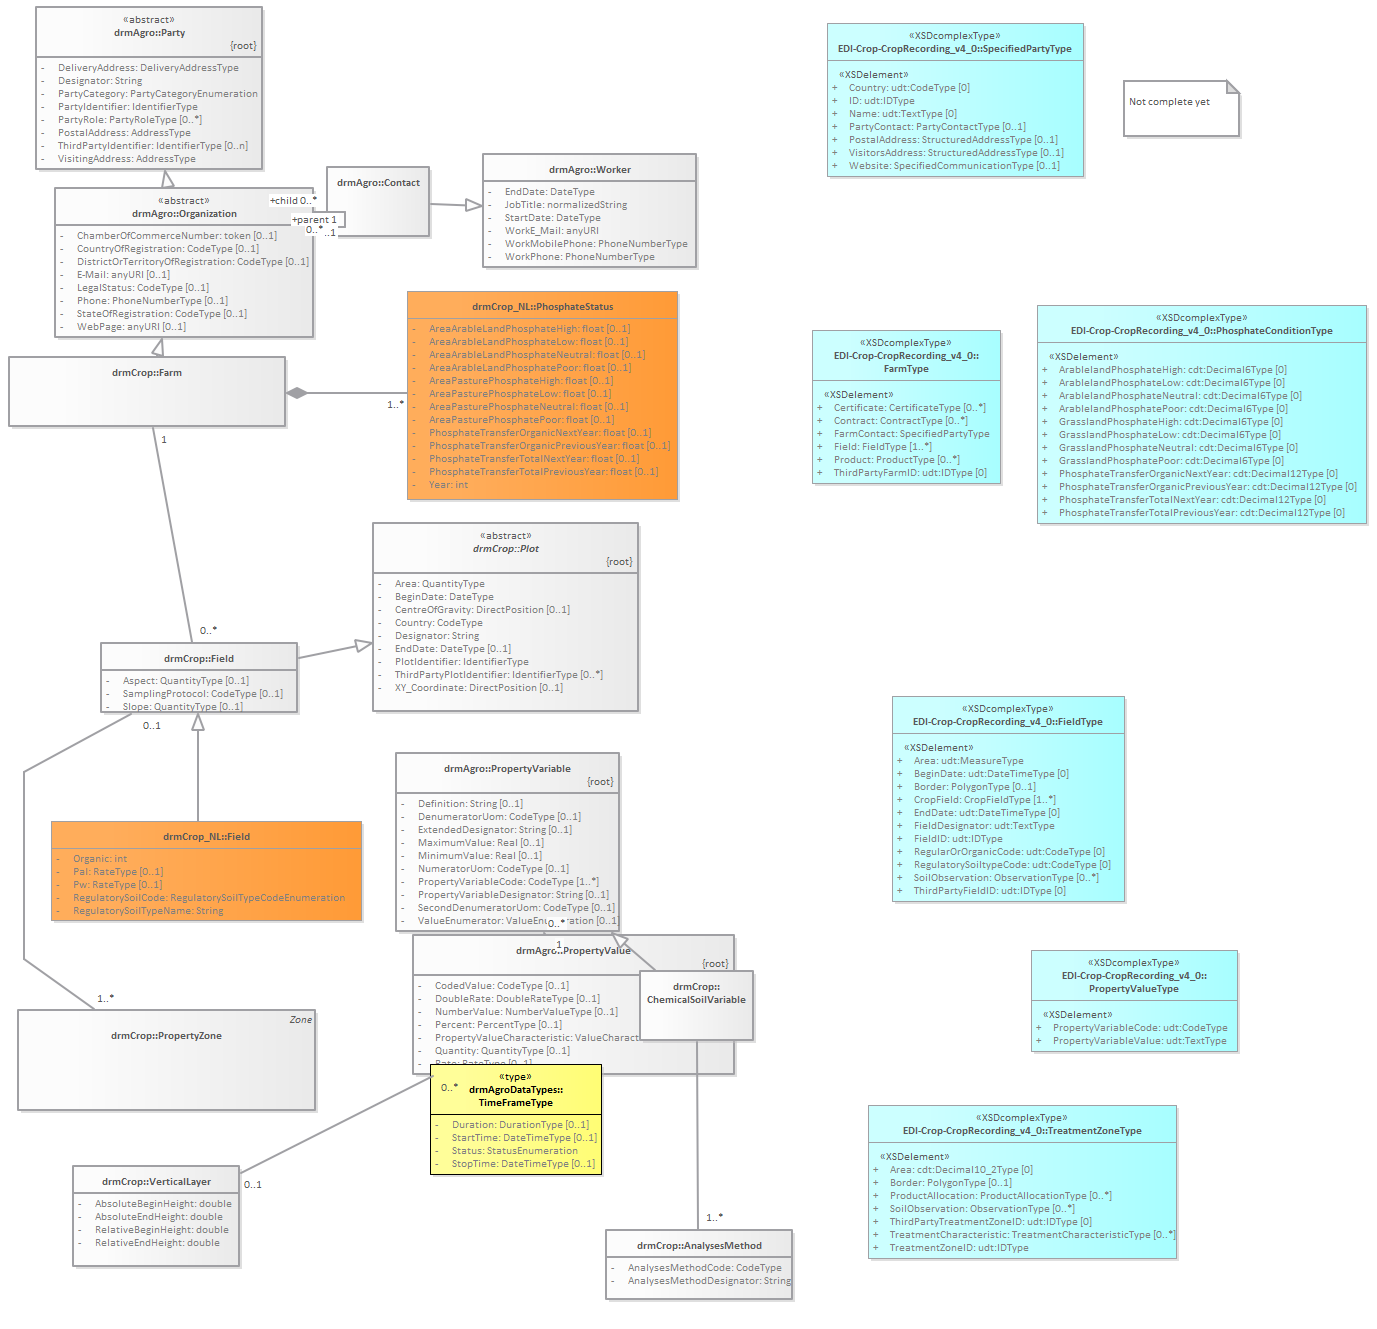 «abstract»
drmAgro::Party
{root}
- DeliveryAddress: DeliveryAddressType
- Designator: String
- PartyCategory: PartyCategoryEnumeration
- PartyIdentifier: IdentifierType
- PartyRole: PartyRoleType [0..*]
- PostalAddress: AddressType
- ThirdPartyIdentifier: IdentifierType [0..n]
- VisitingAddress: AddressType
«abstract»
drmAgro::Organization
- ChamberOfCommerceNumber: token [0..1]
- CountryOfRegistration: CodeType [0..1]
- DistrictOrTerritoryOfRegistration: CodeType [0..1]
- E-Mail: anyURI [0..1]
- LegalStatus: CodeType [0..1]
- Phone: PhoneNumberType [0..1]
- StateOfRegistration: CodeType [0..1]
- WebPage: anyURI [0..1]
+child 0..*
+parent 1
0..*
..1
drmAgro::Contact
drmAgro::Worker
- EndDate: DateType
- JobTitle: normalizedString
- StartDate: DateType
- WorkE_Mail: anyURI
- WorkMobilePhone: PhoneNumberType
- WorkPhone: PhoneNumberType
drmCrop::Farm
1..*
1
drmCrop_NL::PhosphateStatus
- AreaArableLandPhosphateHigh: float [0..1]
- AreaArableLandPhosphateLow: float [0..1]
- AreaArableLandPhosphateNeutral: float [0..1]
- AreaArableLandPhosphatePoor: float [0..1]
- AreaPasturePhosphateHigh: float [0..1]
- AreaPasturePhosphateLow: float [0..1]
- AreaPasturePhosphateNeutral: float [0..1]
- AreaPasturePhosphatePoor: float [0..1]
- PhosphateTransferOrganicNextYear: float [0..1]
- PhosphateTransferOrganicPreviousYear: float [0..1]
- PhosphateTransferTotalNextYear: float [0..1]
- PhosphateTransferTotalPreviousYear: float [0..1]
- Year: int
«abstract»
drmCrop::Plot
{root}
- Area: QuantityType
- BeginDate: DateType
- CentreOfGravity: DirectPosition [0..1]
- Country: CodeType
- Designator: String
- EndDate: DateType [0..1]
- PlotIdentifier: IdentifierType
- ThirdPartyPlotIdentifier: IdentifierType [0..*]
- XY_Coordinate: DirectPosition [0..1]
0..*
drmCrop::Field
- Aspect: QuantityType [0..1]
- SamplingProtocol: CodeType [0..1]
- Slope: QuantityType [0..1]
0..1
drmCrop_NL::Field
- Organic: int
- Pal: RateType [0..1]
- Pw: RateType [0..1]
- RegulatorySoilCode: RegulatorySoilTypeCodeEnumeration
- RegulatorySoilTypeName: String
1..*
Zone
drmCrop::PropertyZone
drmAgro::PropertyVariable
{root}
- Definition: String [0..1]
- DenumeratorUom: CodeType [0..1]
- ExtendedDesignator: String [0..1]
- MaximumValue: Real [0..1]
- MinimumValue: Real [0..1]
- NumeratorUom: CodeType [0..1]
- PropertyVariableCode: CodeType [1..*]
- PropertyVariableDesignator: String [0..1]
- SecondDenumeratorUom: CodeType [0..1]
- ValueEnumerator: ValueEnu ration [0..1]
0..*
1
drmAgro::PropertyValue
{root}
- CodedValue: CodeType [0..1]
- DoubleRate: DoubleRateType [0..1]
- NumberValue: NumberValueType [0..1]
- Percent: PercentType [0..1]
- PropertyValueCharacteristic: ValueCharact
- Quantity: QuantityType [0..1]
- Rate: RateType [0..1]
drmCrop::
ChemicalSoilVariable
0..*
«type»
drmAgroDataTypes::
TimeFrameType
- Duration: DurationType [0..1]
- StartTime: DateTimeType [0..1]
- Status: StatusEnumeration
- StopTime: DateTimeType [0..1]
0..1
drmCrop::VerticalLayer
- AbsoluteBeginHeight: double
- AbsoluteEndHeight: double
- RelativeBeginHeight: double
- RelativeEndHeight: double
1..*
drmCrop::AnalysesMethod
- AnalysesMethodCode: CodeType
- AnalysesMethodDesignator: String
«XSDcomplexType»
EDI-Crop-CropRecording_v4_0::SpecifiedPartyType
«XSDelement»
+ Country: udt:CodeType [0]
+ ID: udt:IDType
+ Name: udt:TextType [0]
+ PartyContact: PartyContactType [0..1]
+ PostalAddress: StructuredAddressType [0..1]
+ VisitorsAddress: StructuredAddressType [0..1]
+ Website: SpecifiedCommunicationType [0..1]
Not complete yet
«XSDcomplexType»
EDI-Crop-CropRecording_v4_0::
FarmType
«XSDelement»
+ Certificate: CertificateType [0..*]
+ Contract: ContractType [0..*]
+ FarmContact: SpecifiedPartyType
+ Field: FieldType [1..*]
+ Product: ProductType [0..*]
+ ThirdPartyFarmID: udt:IDType [0]
«XSDcomplexType»
EDI-Crop-CropRecording_v4_0::PhosphateConditionType
«XSDelement»
+ ArablelandPhosphateHigh: cdt:Decimal6Type [0]
+ ArablelandPhosphateLow: cdt:Decimal6Type [0]
+ ArablelandPhosphateNeutral: cdt:Decimal6Type [0]
+ ArablelandPhosphatePoor: cdt:Decimal6Type [0]
+ GrasslandPhosphateHigh: cdt:Decimal6Type [0]
+ GrasslandPhosphateLow: cdt:Decimal6Type [0]
+ GrasslandPhosphateNeutral: cdt:Decimal6Type [0]
+ GrasslandPhosphatePoor: cdt:Decimal6Type [0]
+ PhosphateTransferOrganicNextYear: cdt:Decimal12Type [0]
+ PhosphateTransferOrganicPreviousYear: cdt:Decimal12Type [0]
+ PhosphateTransferTotalNextYear: cdt:Decimal12Type [0]
+ PhosphateTransferTotalPreviousYear: cdt:Decimal12Type [0]
«XSDcomplexType»
EDI-Crop-CropRecording_v4_0::FieldType
«XSDelement»
+ Area: udt:MeasureType
+ BeginDate: udt:DateTimeType [0]
+ Border: PolygonType [0..1]
+ CropField: CropFieldType [1..*]
+ EndDate: udt:DateTimeType [0]
+ FieldDesignator: udt:TextType
+ FieldID: udt:IDType
+ RegularOrOrganicCode: udt:CodeType [0]
+ RegulatorySoiltypeCode: udt:CodeType [0]
+ SoilObservation: ObservationType [0..*]
+ ThirdPartyFieldID: udt:IDType [0]
«XSDcomplexType»
EDI-Crop-CropRecording_v4_0::
PropertyValueType
«XSDelement»
+ PropertyVariableCode: udt:CodeType
+ PropertyVariableValue: udt:TextType
«XSDcomplexType»
EDI-Crop-CropRecording_v4_0::TreatmentZoneType
«XSDelement»
+ Area: cdt:Decimal10_2Type [0]
+ Border: PolygonType [0..1]
+ ProductAllocation: ProductAllocationType [0..*]
+ SoilObservation: ObservationType [0..*]
+ ThirdPartyTreatmentZoneID: udt:IDType [0]
+ TreatmentCharacteristic: TreatmentCharacteristicType [0..*]
+ TreatmentZoneID: udt:IDType